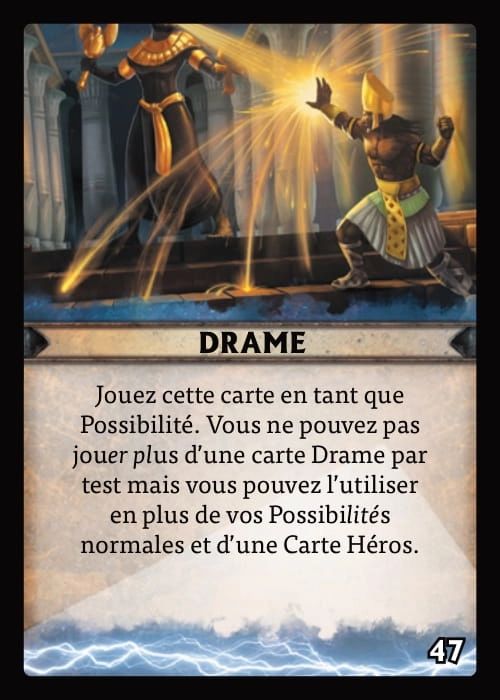 DRAME
Jouez cette carte en tant que
Possibilité. Vous ne pouvez pas
jouer plus d'une carte Drame par
test mais vous pouvez l'utiliser
en plus de vos Possibilités
normales et d'une Carte Héros.
47